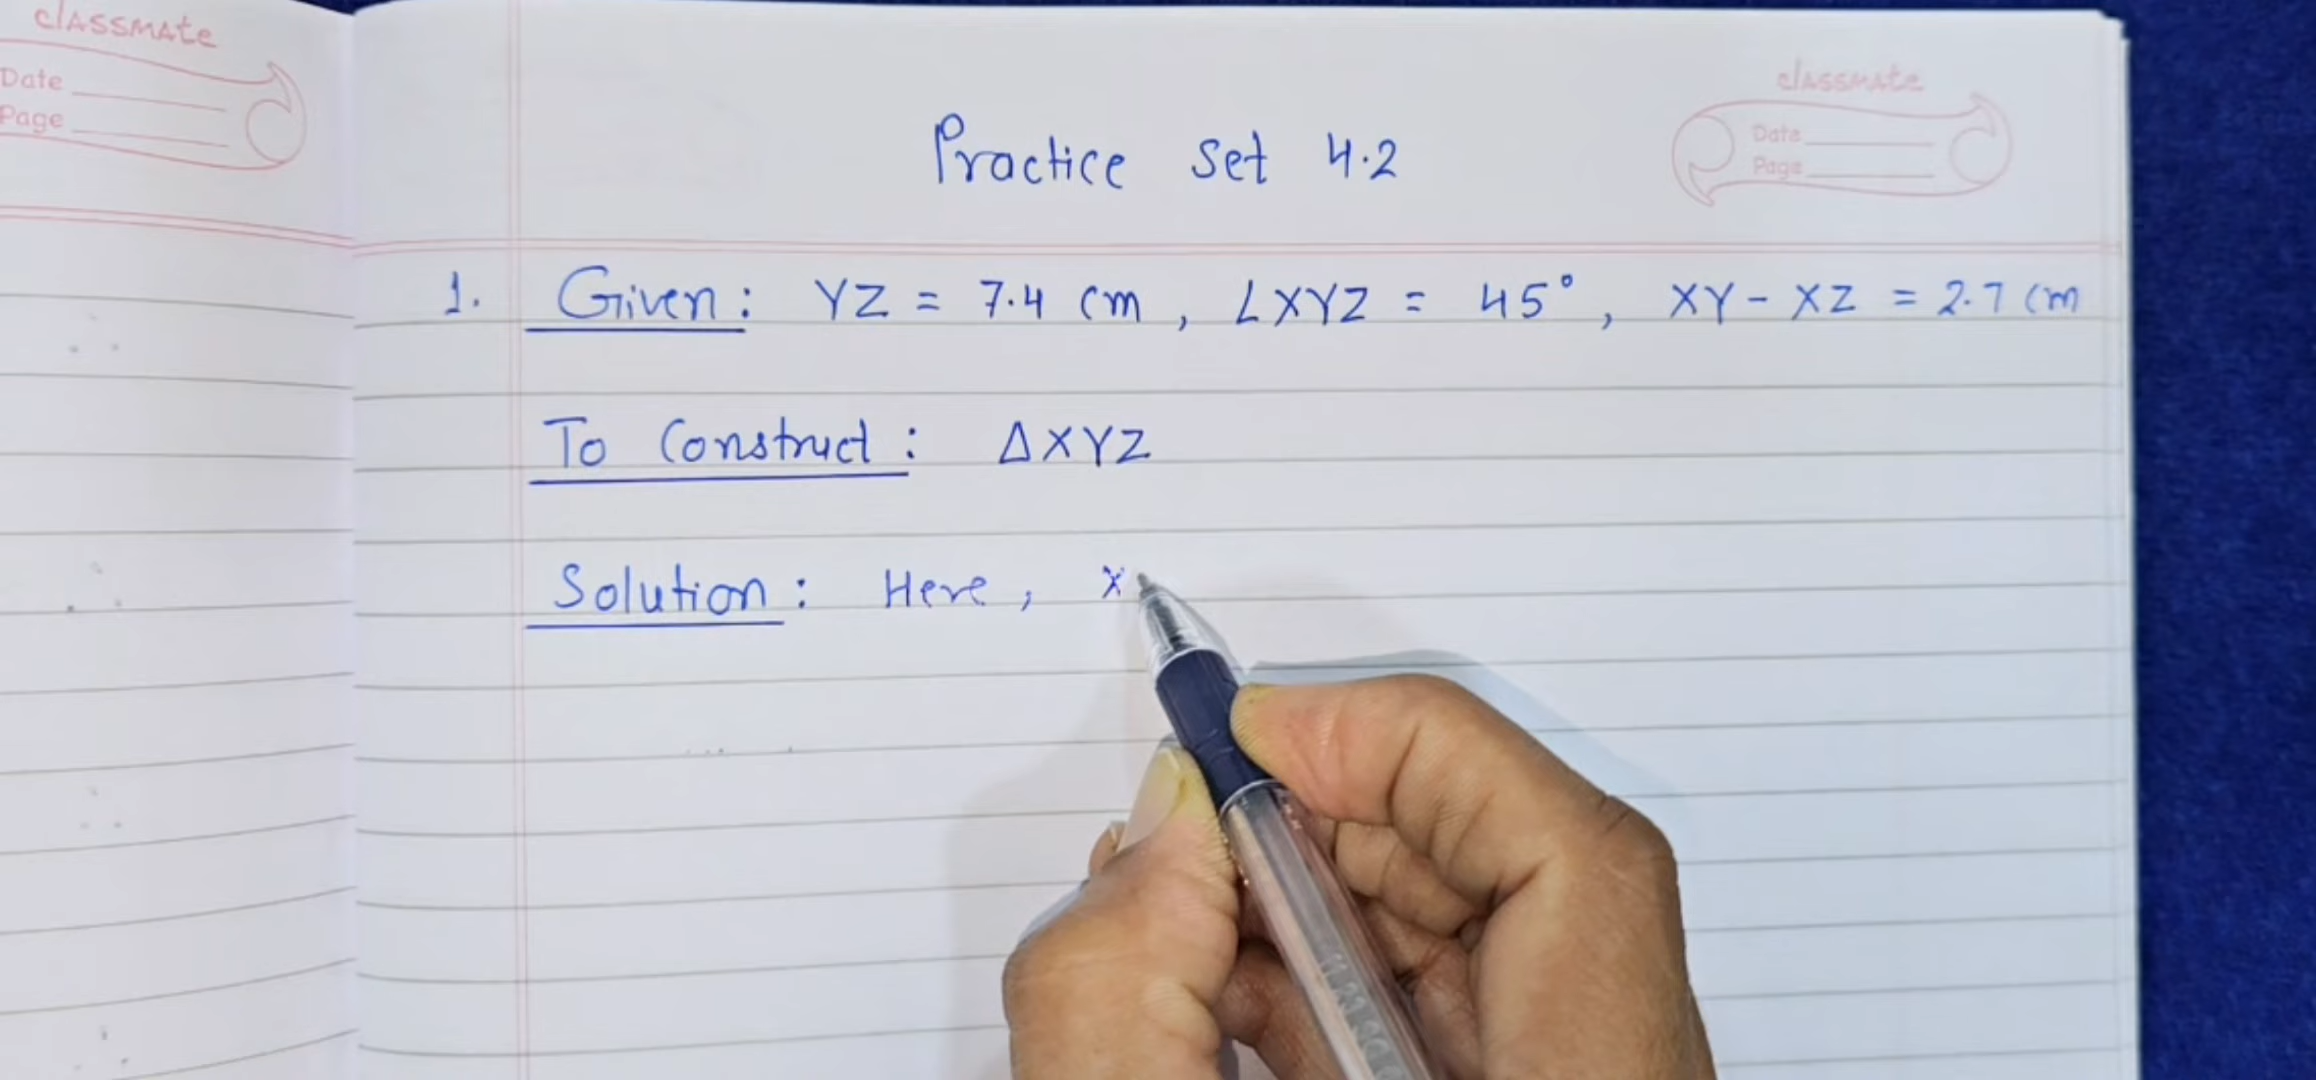 classmate
Date
Page
classmate
Date
Page
Practice set 4.2
1. Given: YZ = 7.4 cm, ∠XYZ = 45°, XY - XZ = 2.7 cm
To Construct: ΔXYZ
Solution: Here, X